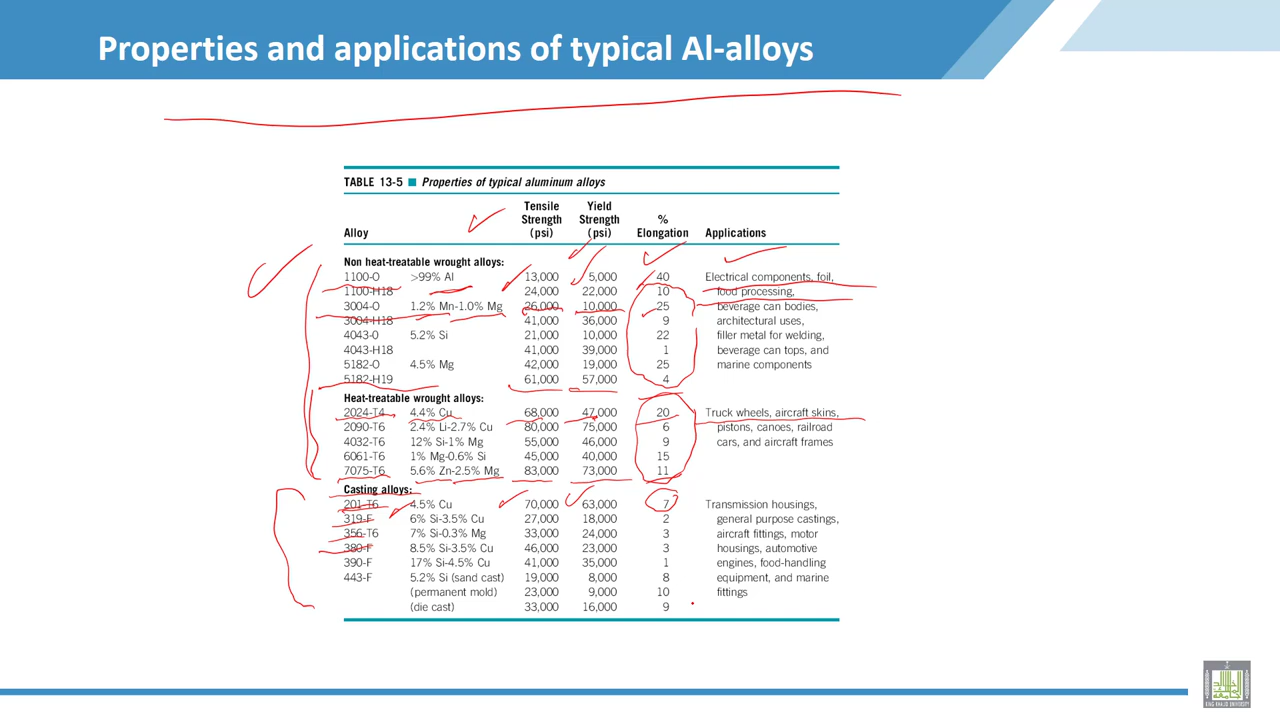 Properties and applications of typical Al-alloys
TABLE 13-5 ■ Properties of typical aluminum alloys
Alloy Tensile Strength (psi) Yield Strength (psi) % Elongation Applications
Non heat-treatable wrought alloys:
1100-O >99% Al 13,000 5,000 40 Electrical components, foil,
1100-H18 24,000 22,000 10 food processing,
3004-O 1.2% Mn-1.0% Mg 26,000 10,000 25 beverage can bodies,
3004-H18 41,000 36,000 9 architectural uses,
4043-0 5.2% Si 21,000 10,000 22 filler metal for welding,
4043-H18 41,000 39,000 1 beverage can tops, and
5182-O 4.5% Mg 42,000 19,000 25 marine components
5182-H19 61,000 57,000 4
Heat-treatable wrought alloys:
2024-T4 4.4% Cu 68,000 47,000 20 Truck wheels, aircraft skins,
2090-T6 2.4% Li-2.7% Cu 80,000 75,000 6 pistons, canoes, railroad
4032-T6 12% Si-1% Mg 55,000 46,000 9 cars, and aircraft frames
6061-T6 1% Mg-0.6% Si 45,000 40,000 15
7075-T6 5.6% Zn-2.5% Mg 83,000 73,000 11
Casting alloys:
201-T6 4.5% Cu 70,000 63,000 7 Transmission housings,
319-F 6% Si-3.5% Cu 27,000 18,000 2 general purpose castings,
356-T6 7% Si-0.3% Mg 33,000 24,000 3 aircraft fittings, motor
380-F 8.5% Si-3.5% Cu 46,000 23,000 3 housings, automotive
390-F 17% Si-4.5% Cu 41,000 35,000 1 engines, food-handling
443-F 5.2% Si (sand cast) 19,000 8,000 8 equipment, and marine
(permanent mold) 23,000 9,000 10 fittings
(die cast) 33,000 16,000 9
KING KHALID UNIVERSITY